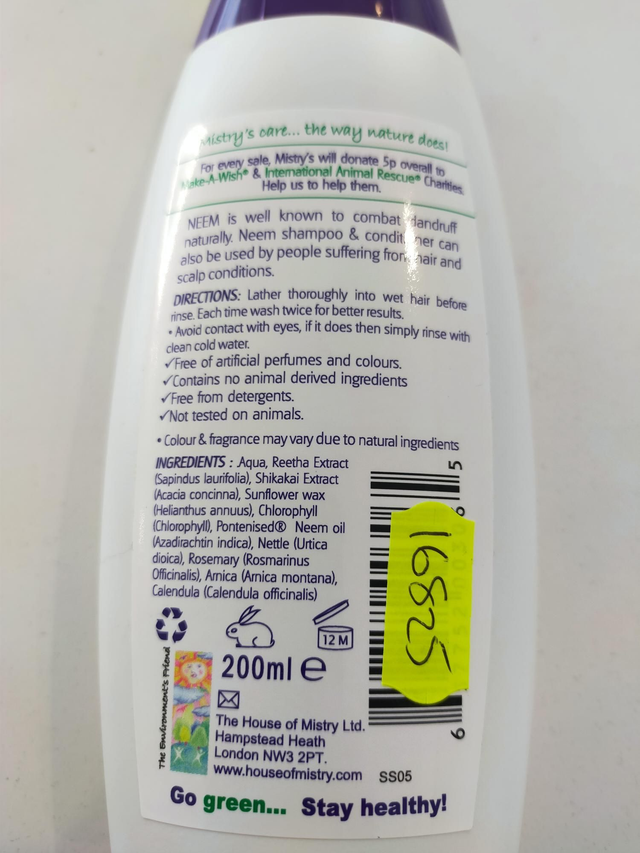 Mistry's care... the way nature does!
For every sale, Mistry's will donate 5p overall to
Make-A-Wish® & International Animal Rescue® Charities.
Help us to help them.
NEEM is well known to combat dandruff
naturally. Neem shampoo & conditioner can
also be used by people suffering from hair and
scalp conditions.
DIRECTIONS: Lather thoroughly into wet hair before
rinse. Each time wash twice for better results.
• Avoid contact with eyes, if it does then simply rinse with
clean cold water.
✓Free of artificial perfumes and colours.
✓Contains no animal derived ingredients
✓Free from detergents.
✓Not tested on animals.
• Colour & fragrance may vary due to natural ingredients
INGREDIENTS : Aqua, Reetha Extract
(Sapindus laurifolia), Shikakai Extract
(Acacia concinna), Sunflower wax
(Helianthus annuus), Chlorophyll
(Chlorophyll), Pontenised® Neem oil
(Azadirachtin indica), Nettle (Urtica
dioica), Rosemary (Rosmarinus
Officinalis), Arnica (Arnica montana),
Calendula (Calendula officinalis)
16825
12 M
200ml e
The Environment's Friend
The House of Mistry Ltd.
Hampstead Heath
London NW3 2PT.
www.houseofmistry.com SS05
Go green... Stay healthy!